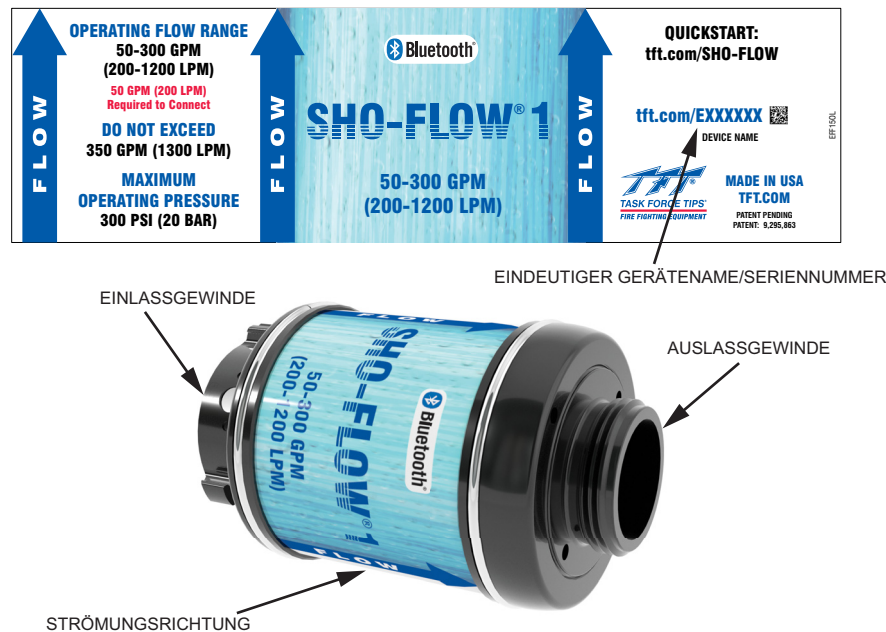 FLOW
OPERATING FLOW RANGE
50-300 GPM
(200-1200 LPM)
50 GPM (200 LPM)
Required to Connect
DO NOT EXCEED
350 GPM (1300 LPM)
MAXIMUM
OPERATING PRESSURE
300 PSI (20 BAR)
FLOW
Bluetooth®
SHO-FLOW® 1
50-300 GPM
(200-1200 LPM)
FLOW
QUICKSTART:
tft.com/SHO-FLOW
tft.com/EXXXXXX
DEVICE NAME
EFF150L
TFT®
TASK FORCE TIPS®
FIRE FIGHTING EQUIPMENT
MADE IN USA
TFT.COM
PATENT PENDING
PATENT: 9,295,863
EINDEUTIGER GERÄTENAME/SERIENNUMMER
EINLASSGEWINDE
AUSLASSGEWINDE
FLOW
SHO-FLOW® 1
50-300 GPM
(200-1200 LPM)
Bluetooth®
FLOW
STRÖMUNGSRICHTUNG